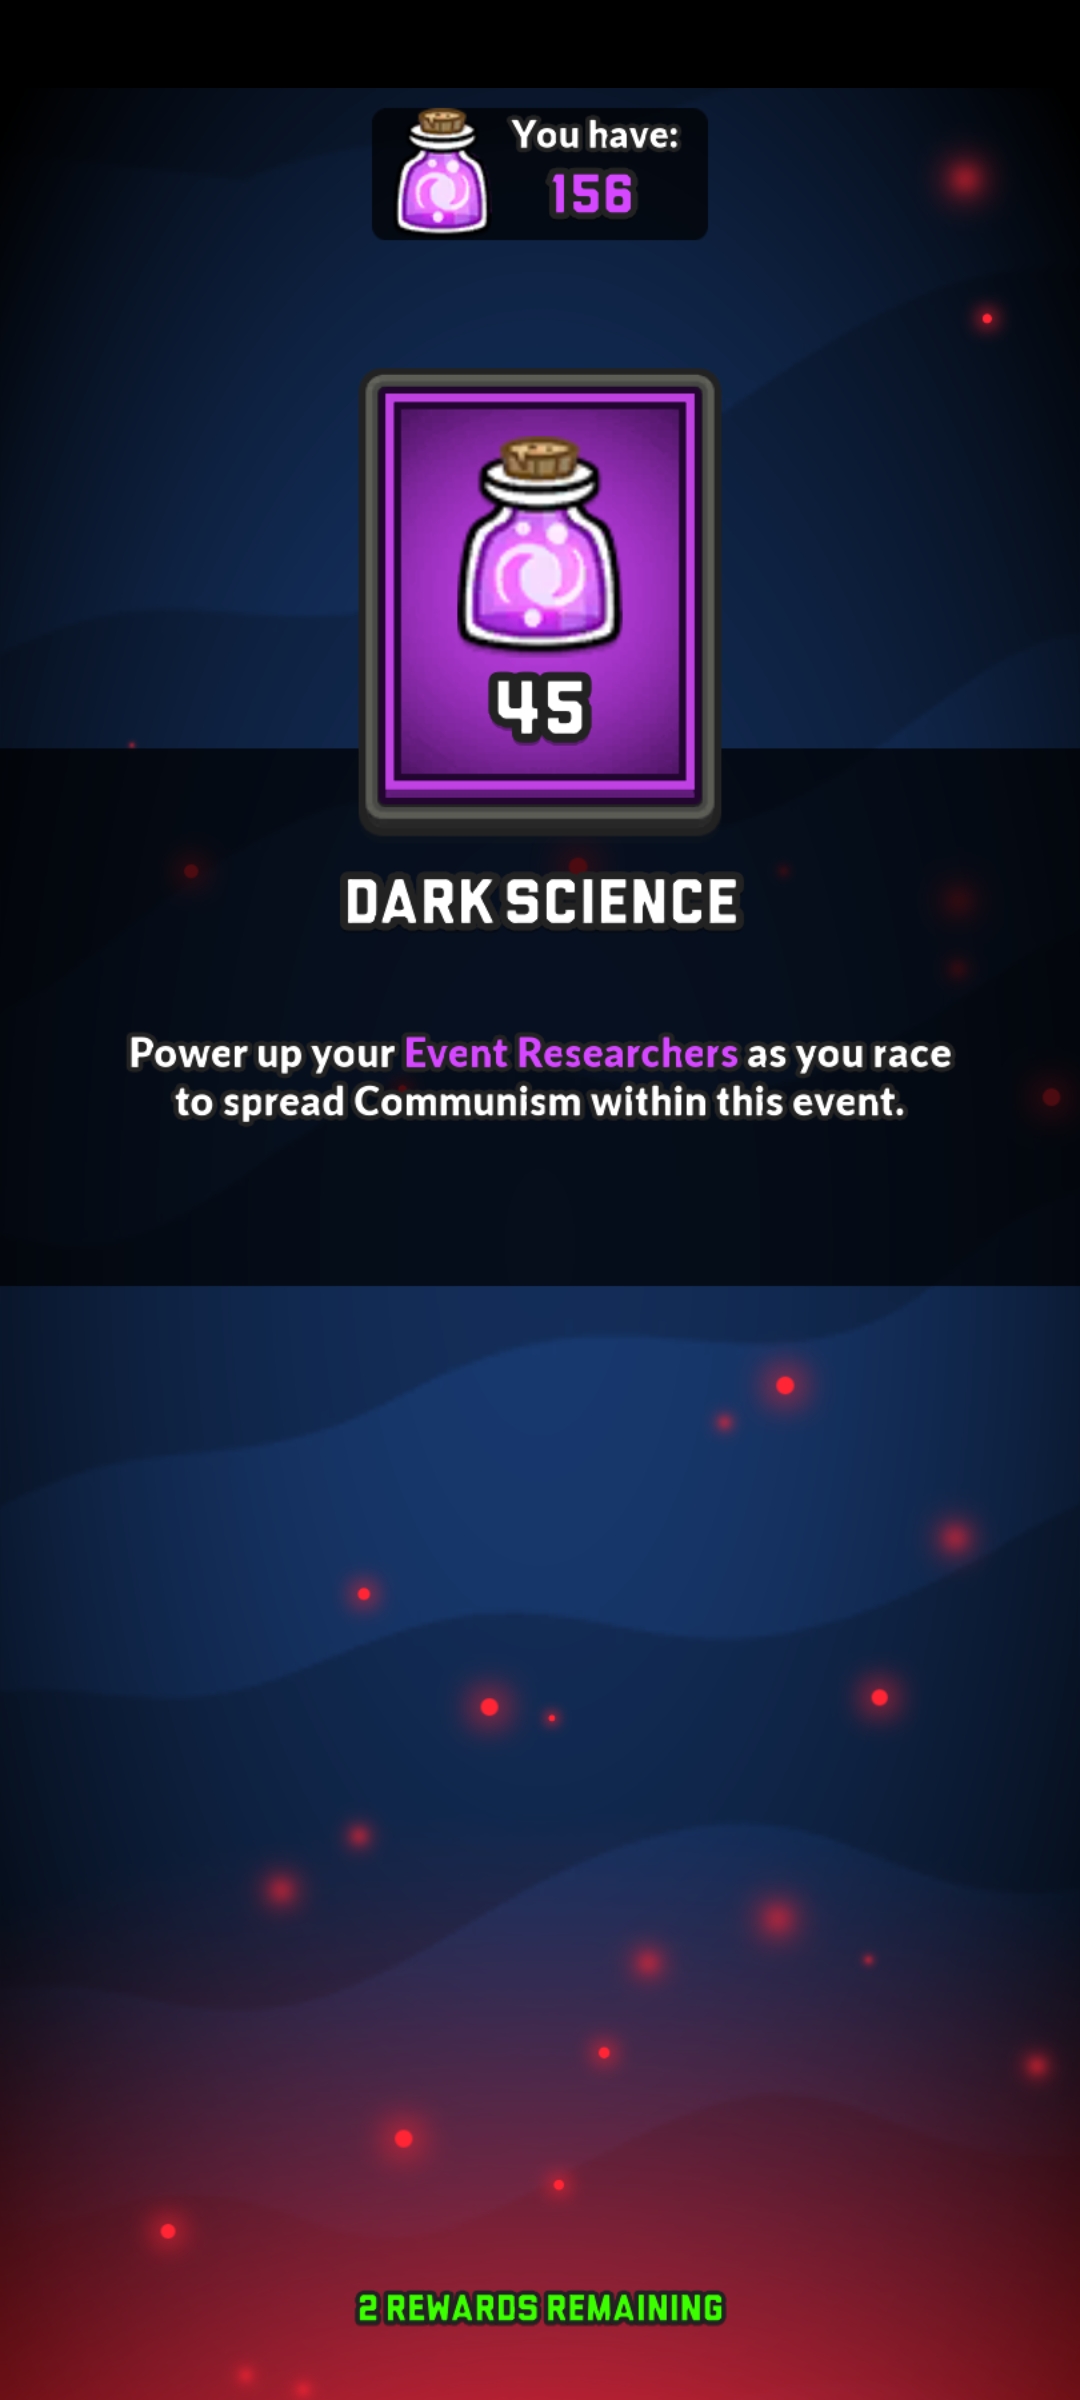 You have:
156
45
DARK SCIENCE
Power up your Event Researchers as you race
to spread Communism within this event.
2 REWARDS REMAINING